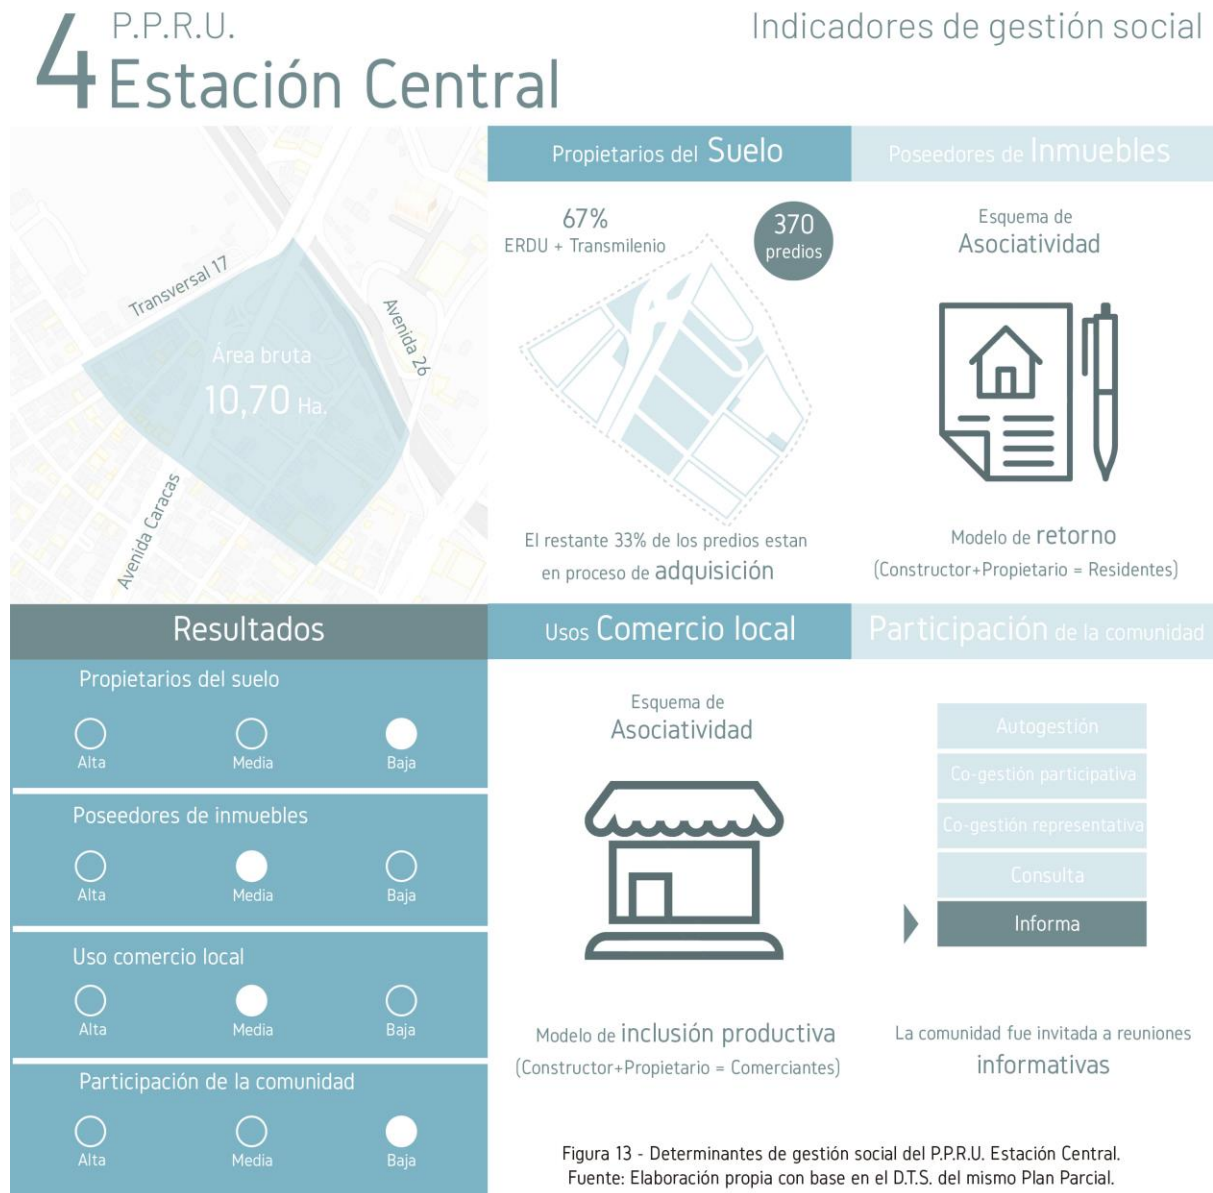 4
P.P.R.U.
Estación Central
Indicadores de gestión social
Transversal 17
Avenida 26
Área bruta
10,70 Ha.
Avenida Caracas
Propietarios del Suelo
67%
ERDU + Transmilenio
370
predios
El restante 33% de los predios estan
en proceso de adquisición
Poseedores de Inmuebles
Esquema de
Asociatividad
Modelo de retorno
(Constructor+Propietario = Residentes)
Resultados
Propietarios del suelo
Alta Media Baja
Poseedores de inmuebles
Alta Media Baja
Uso comercio local
Alta Media Baja
Participación de la comunidad
Alta Media Baja
Usos Comercio local
Esquema de
Asociatividad
Modelo de inclusión productiva
(Constructor+Propietario = Comerciantes)
Participación de la comunidad
Autogestión
Co-gestión participativa
Co-gestión representativa
Consulta
Informa
La comunidad fue invitada a reuniones
informativas
Figura 13 - Determinantes de gestión social del P.P.R.U. Estación Central.
Fuente: Elaboración propia con base en el D.T.S. del mismo Plan Parcial.